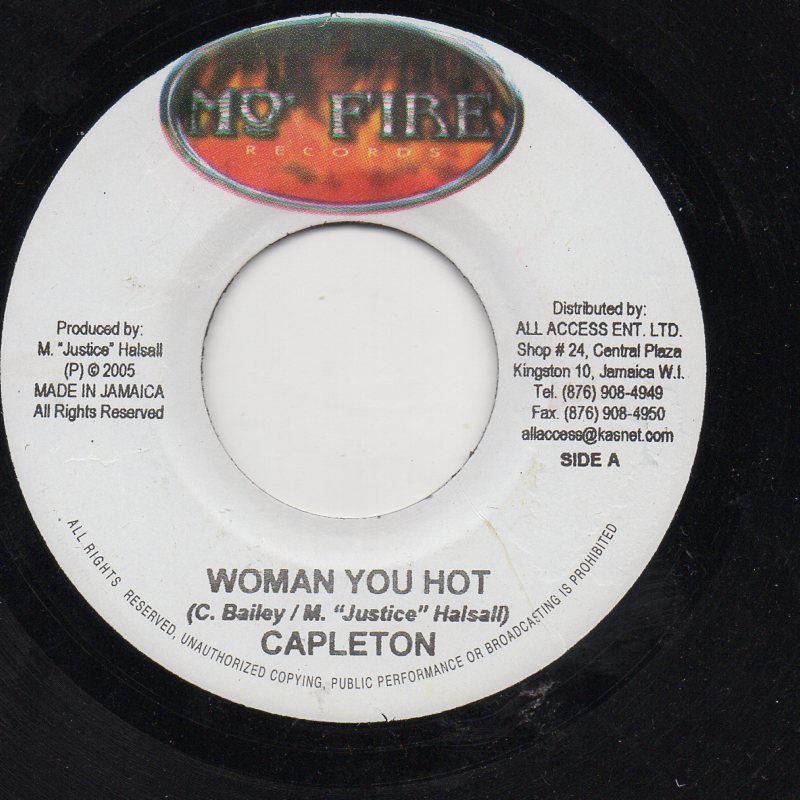 MO' FIRE
RECORDS
Produced by:
M. "Justice" Halsall
(P) © 2005
MADE IN JAMAICA
All Rights Reserved
Distributed by:
ALL ACCESS ENT. LTD.
Shop # 24, Central Plaza
Kingston 10, Jamaica W.I.
Tel. (876) 908-4949
Fax. (876) 908-4950
allaccess@kasnet.com
SIDE A
WOMAN YOU HOT
(C. Bailey / M. "Justice" Halsall)
CAPLETON
ALL RIGHTS RESERVED, UNAUTHORIZED COPYING, PUBLIC PERFORMANCE OR BROADCASTING IS PROHIBITED